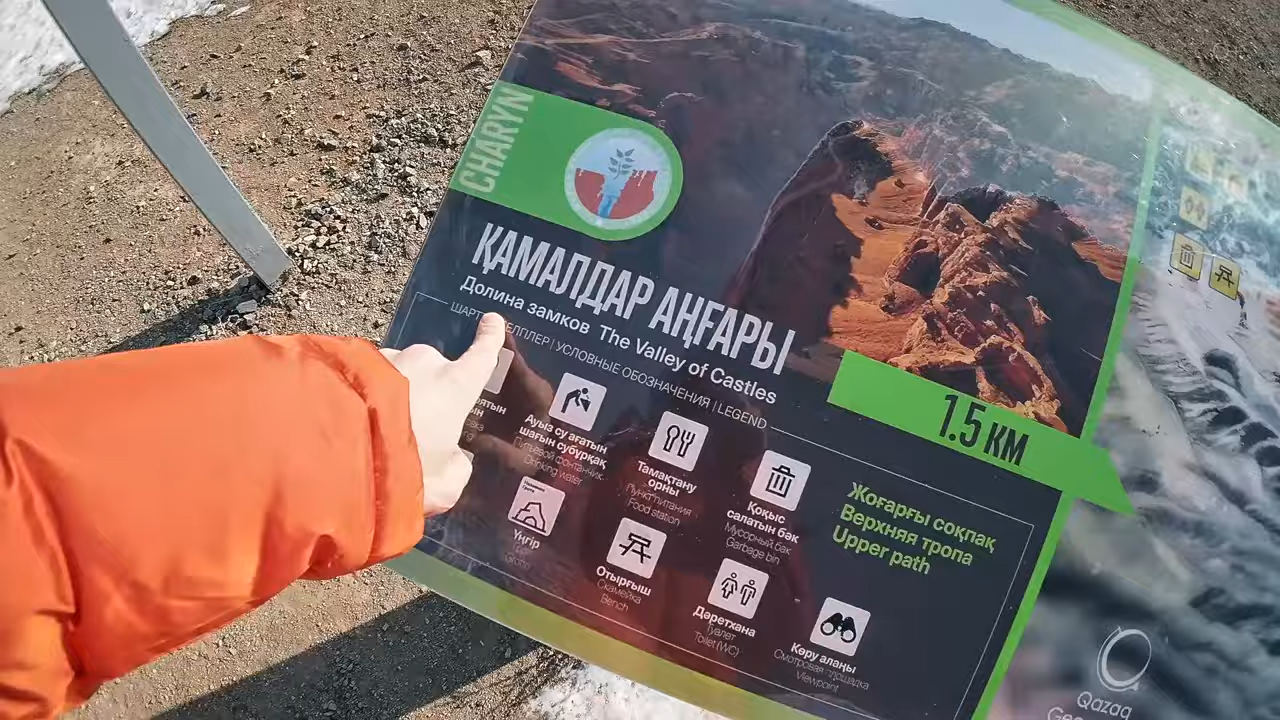 CHARYN
ҚАМАЛДАР АҢҒАРЫ
Долина замков The Valley of Castles
УСЛОВНЫЕ ОБОЗНАЧЕНИЯ | LEGEND
1.5 КМ
Ауыз су ағатын
шағын субұрқақ
Питьевой фонтанчик
Drinking water
Тамақтану
орны
Пункт питания
Food station
Қоқыс
салатын бак
Мусорный бак
Garbage bin
Жоғарғы соқпақ
Верхняя тропа
Upper path
Үңгір
Отырғыш
Скамейка
Bench
Дәретхана
Туалет
Toilet (WC)
Көру алаңы
Смотровая площадка
Viewpoint
Qazaq